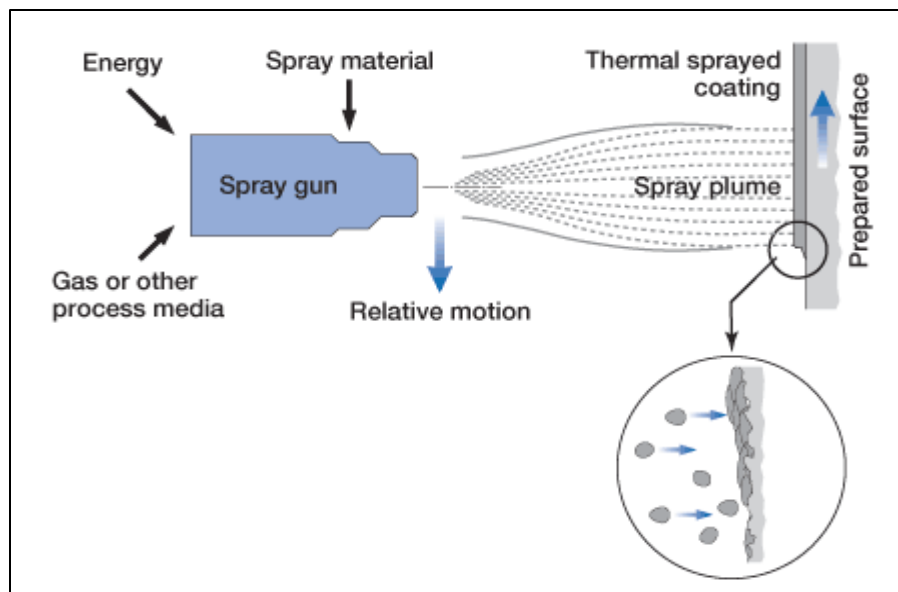 Energy
Spray material
Thermal sprayed
coating
Spray gun
Spray plume
Prepared surface
Gas or other
process media
Relative motion